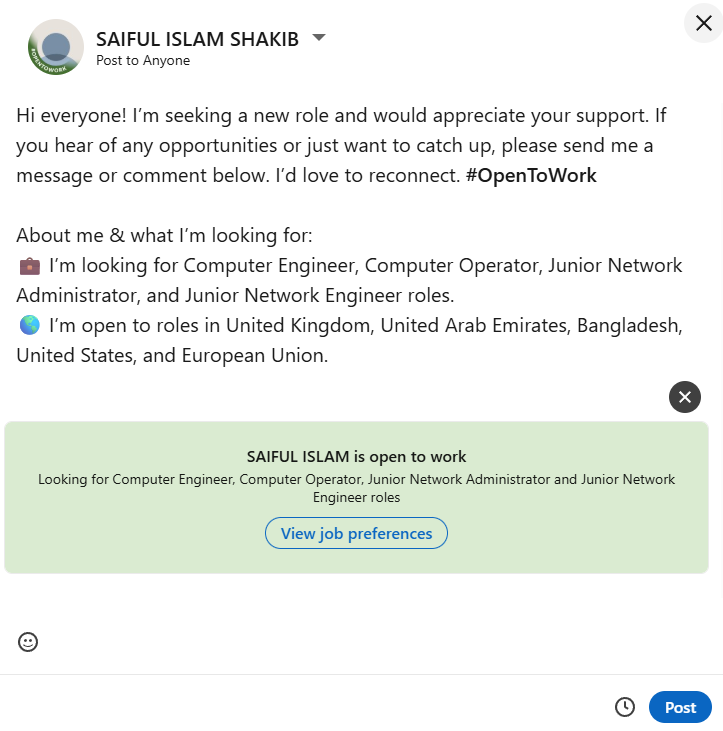 SAIFUL ISLAM SHAKIB
Post to Anyone
#OPENTOWORK
Hi everyone! I’m seeking a new role and would appreciate your support. If
you hear of any opportunities or just want to catch up, please send me a
message or comment below. I’d love to reconnect. #OpenToWork
About me & what I’m looking for:
💼 I’m looking for Computer Engineer, Computer Operator, Junior Network
Administrator, and Junior Network Engineer roles.
🌎 I’m open to roles in United Kingdom, United Arab Emirates, Bangladesh,
United States, and European Union.
SAIFUL ISLAM is open to work
Looking for Computer Engineer, Computer Operator, Junior Network Administrator and Junior Network
Engineer roles
View job preferences
Post